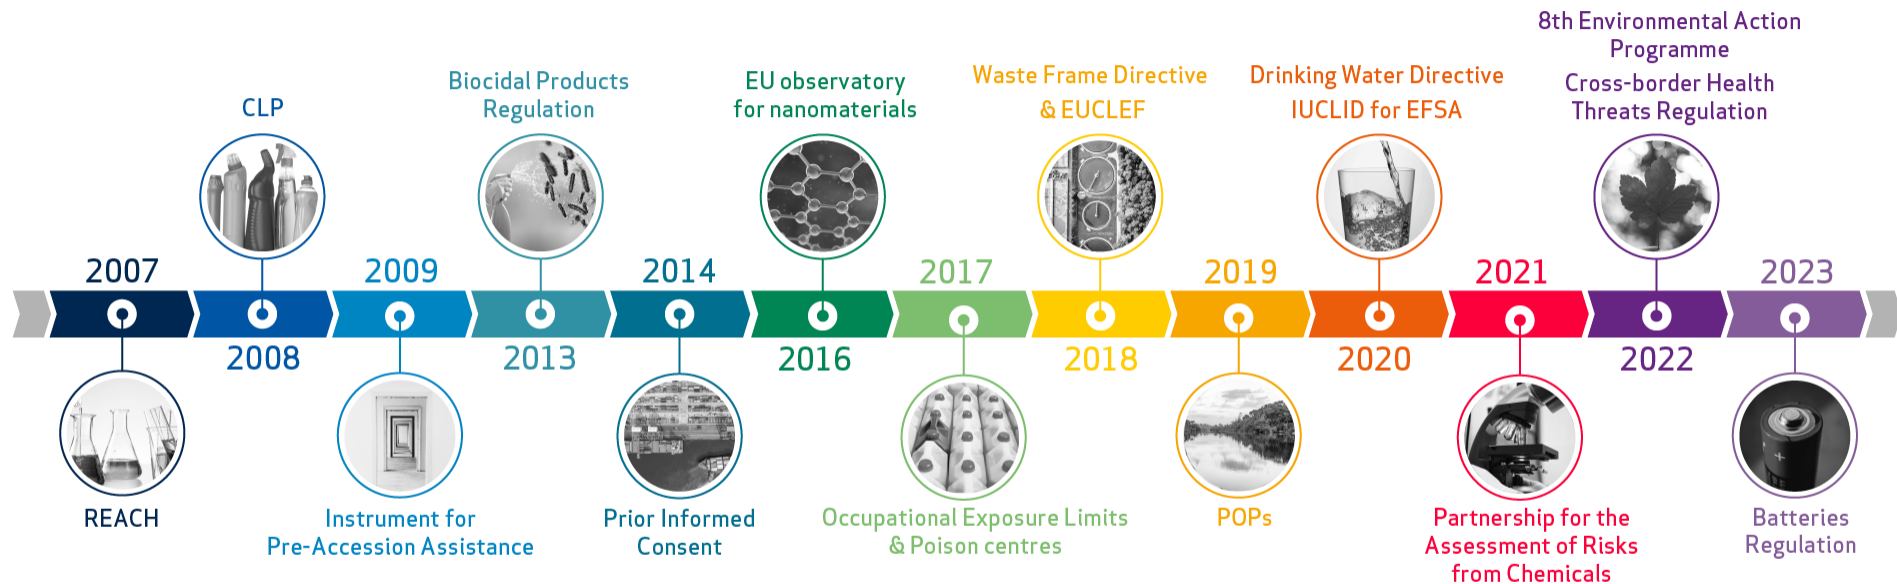 2007
REACH
CLP
2008
2009
Instrument for
Pre-Accession Assistance
Biocidal Products
Regulation
2013
2014
Prior Informed
Consent
EU observatory
for nanomaterials
2016
2017
Occupational Exposure Limits
& Poison centres
Waste Frame Directive
& EUCLEF
2018
2019
POPs
Drinking Water Directive
IUCLID for EFSA
2020
2021
Partnership for the
Assessment of Risks
from Chemicals
8th Environmental Action
Programme
Cross-border Health
Threats Regulation
2022
2023
Batteries
Regulation